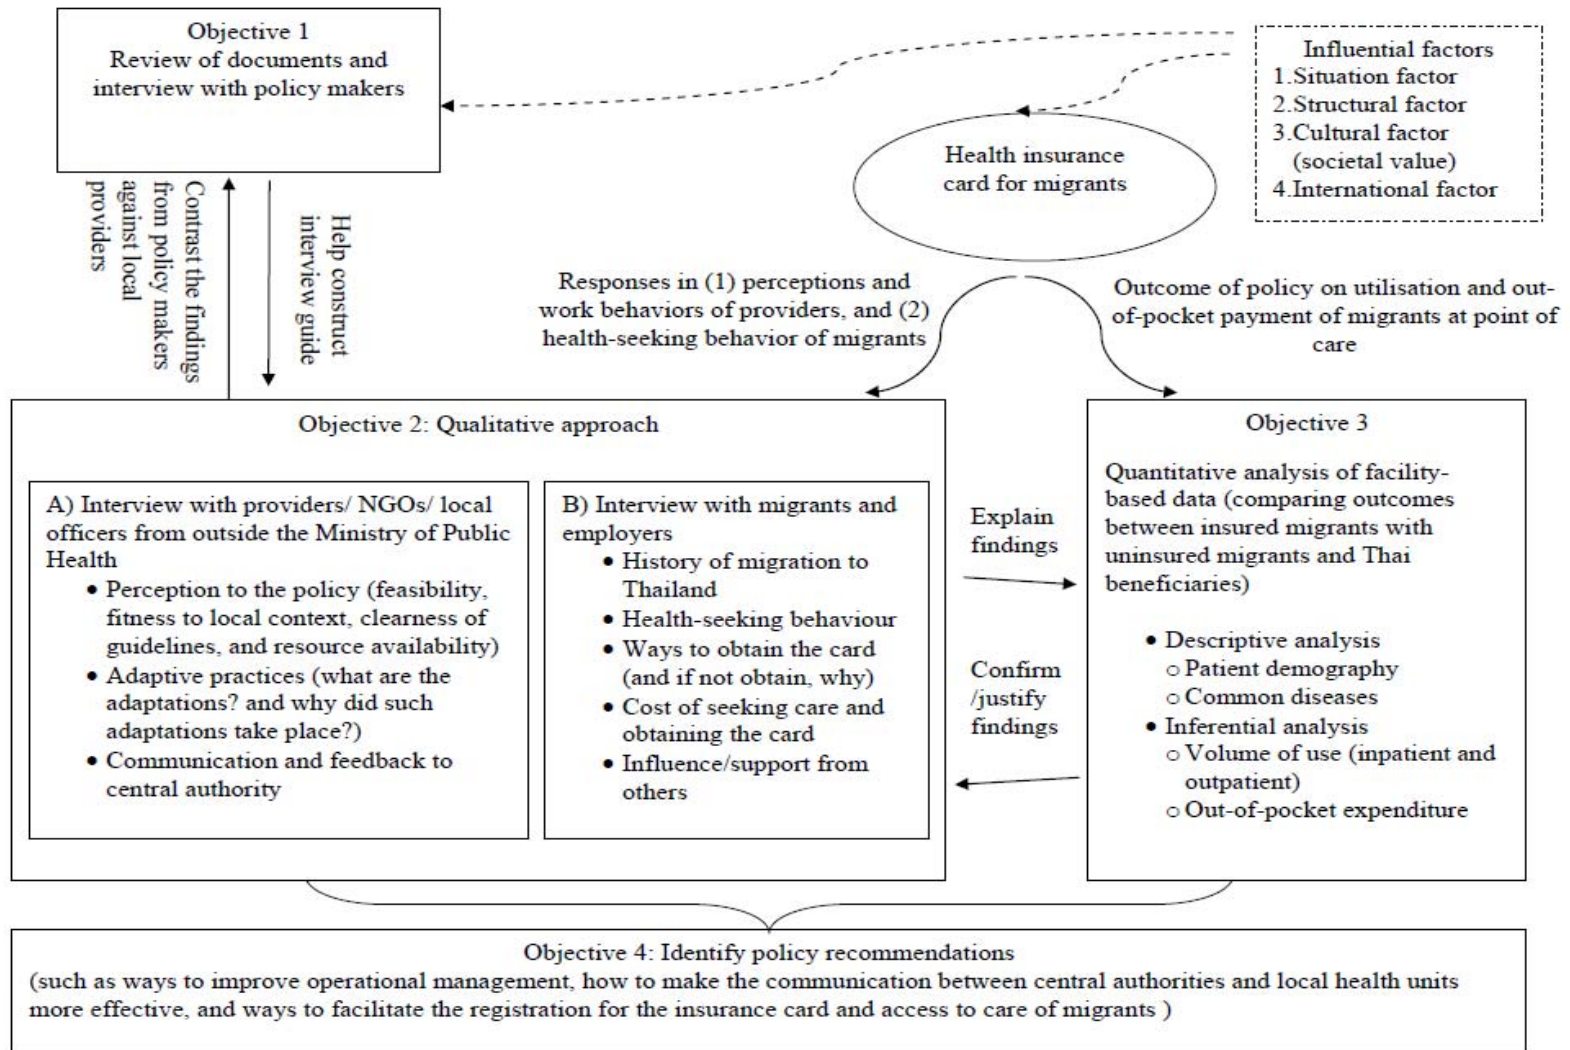 Objective 1
Review of documents and
interview with policy makers
Influential factors
1.Situation factor
2.Structural factor
3.Cultural factor
(societal value)
4.International factor
Health insurance
card for migrants
Contrast the findings
from policy makers
against local
providers
Help construct
interview guide
Responses in (1) perceptions and
work behaviors of providers, and (2)
health-seeking behavior of migrants
Outcome of policy on utilisation and out-
of-pocket payment of migrants at point of
care
Objective 2: Qualitative approach
A) Interview with providers/ NGOs/ local
officers from outside the Ministry of Public
Health
• Perception to the policy (feasibility,
fitness to local context, clearness of
guidelines, and resource availability)
• Adaptive practices (what are the
adaptations? and why did such
adaptations take place?)
• Communication and feedback to
central authority
B) Interview with migrants and
employers
• History of migration to
Thailand
• Health-seeking behaviour
• Ways to obtain the card
(and if not obtain, why)
• Cost of seeking care and
obtaining the card
• Influence/support from
others
Explain
findings
Confirm
/justify
findings
Objective 3
Quantitative analysis of facility-
based data (comparing outcomes
between insured migrants with
uninsured migrants and Thai
beneficiaries)
• Descriptive analysis
o Patient demography
o Common diseases
• Inferential analysis
o Volume of use (inpatient and
outpatient)
o Out-of-pocket expenditure
Objective 4: Identify policy recommendations
(such as ways to improve operational management, how to make the communication between central authorities and local health units
more effective, and ways to facilitate the registration for the insurance card and access to care of migrants )